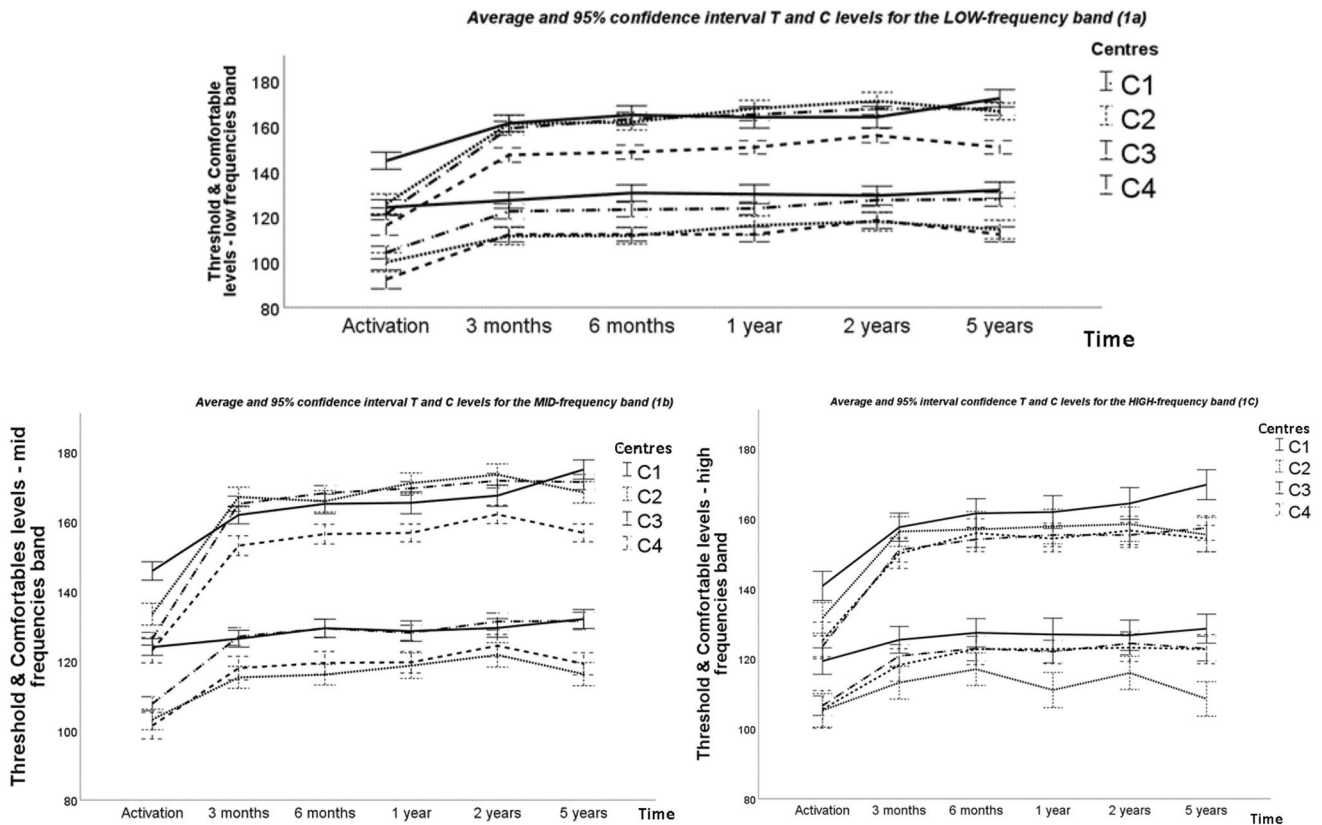 Average and 95% confidence interval T and C levels for the LOW-frequency band (1a)
Threshold & Comfortable
levels - low frequencies band
180
160
140
120
100
80
Activation
3 months
6 months
1 year
2 years
5 years
Time
Centres
C1
C2
C3
C4
Average and 95% confidence interval T and C levels for the MID-frequency band (1b)
Threshold & Comfortables levels - mid
frequencies band
180
160
140
120
100
80
Activation
3 months
6 months
1 year
2 years
5 years
Time
Centres
C1
C2
C3
C4
Average and 95% interval confidence T and C levels for the HIGH-frequency band (1C)
Threshold & Comfortable levels - high
frequencies band
180
160
140
120
100
80
Activation
3 months
6 months
1 year
2 years
5 years
Time
Centres
C1
C2
C3
C4